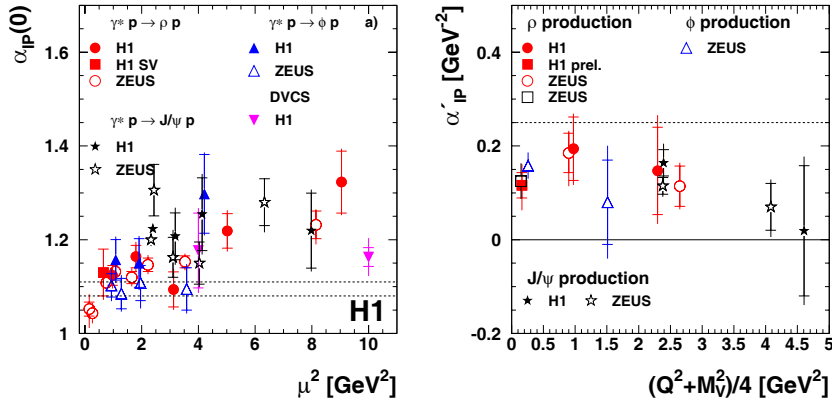 α_IP(0)
γ* p → ρ p
H1
H1 SV
ZEUS
γ* p → J/ψ p
H1
ZEUS
γ* p → ϕ p
a)
H1
ZEUS
DVCS
H1
H1
1.6
1.4
1.2
1
0 2 4 6 8 10
μ² [GeV²]
α′_IP [GeV⁻²]
ρ production
H1
H1 prel.
ZEUS
ZEUS
ϕ production
ZEUS
J/ψ production
H1 ZEUS
0.4
0.2
0
-0.2
0 0.5 1 1.5 2 2.5 3 3.5 4 4.5 5
(Q²+M²_V)/4 [GeV²]